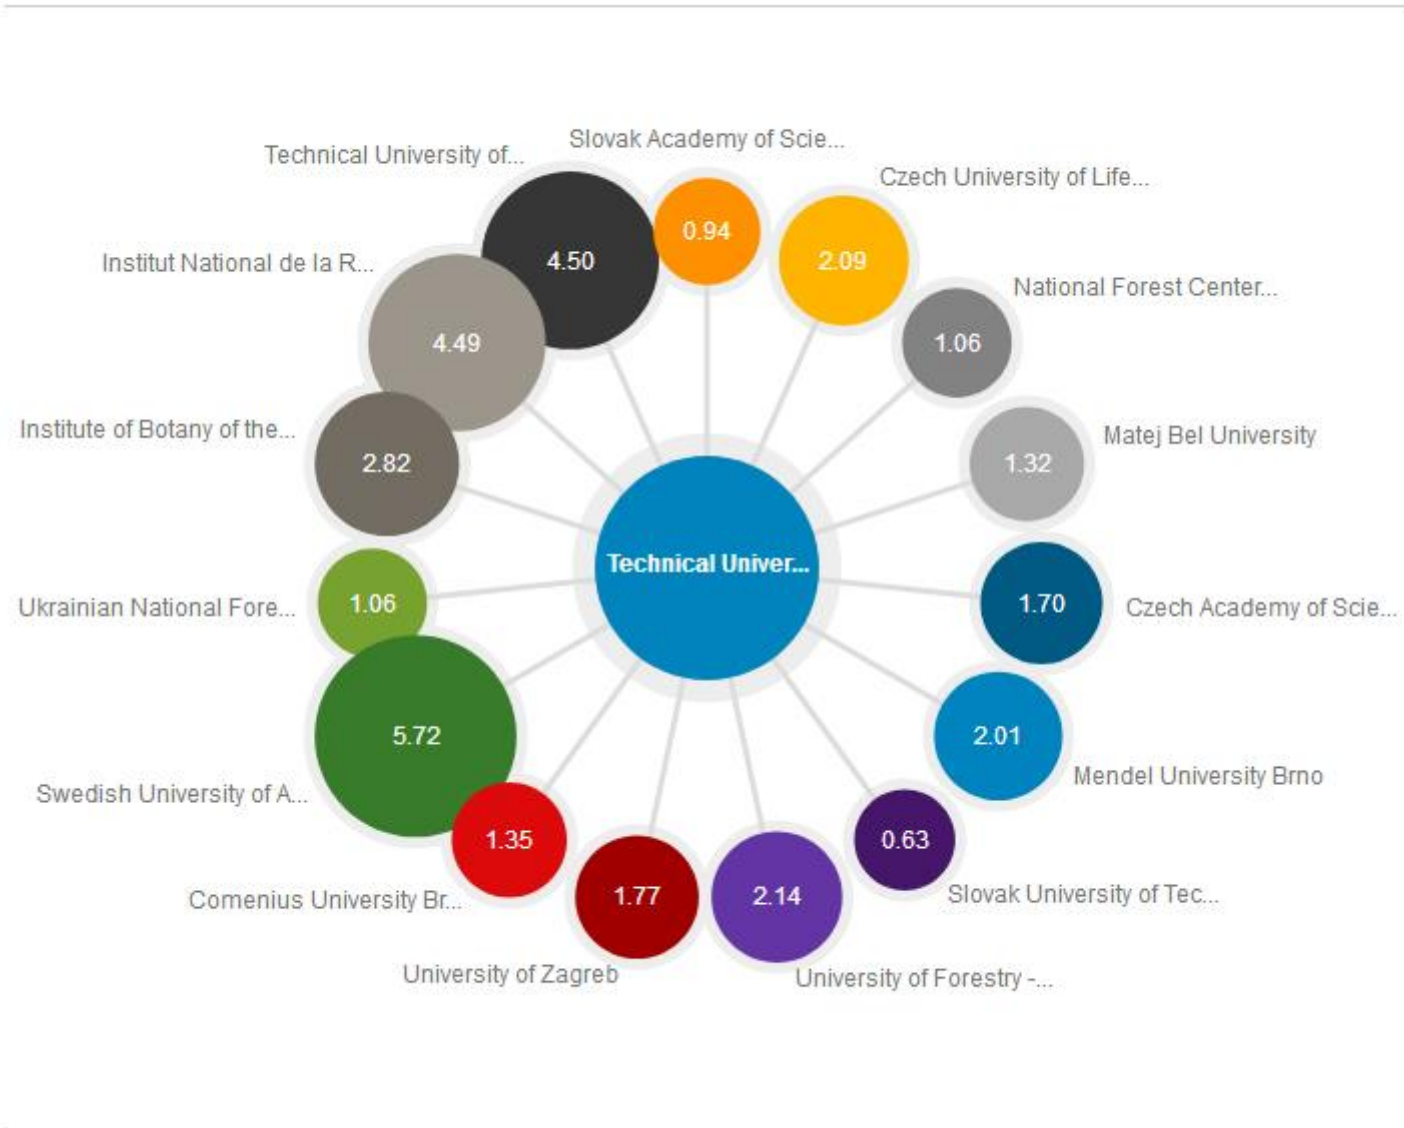 Slovak Academy of Scie...
Technical University of...
Czech University of Life...
0.94
4.50
2.09
Institut National de la R...
National Forest Center...
4.49
1.06
Institute of Botany of the...
Matej Bel University
2.82
1.32
Technical Univer...
Ukrainian National Fore...
1.06
1.70
Czech Academy of Scie...
5.72
2.01
Mendel University Brno
Swedish University of A...
1.35
0.63
Comenius University Br...
1.77
2.14
Slovak University of Tec...
University of Zagreb
University of Forestry -...